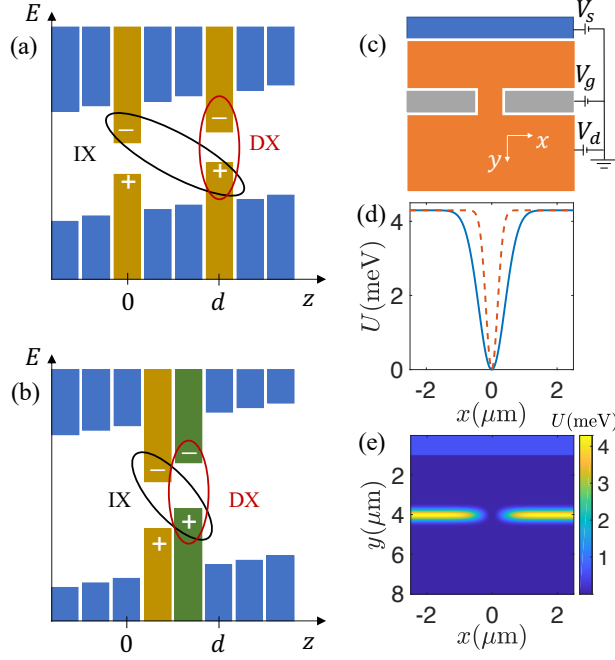 (a)
E
IX
DX
−
−
+
+
0
d
z
(b)
E
IX
DX
−
−
+
+
0
d
z
(c)
V_s
V_g
V_d
x
y
(d)
U(meV)
4
2
0
-2
0
2
x(μm)
(e)
U(meV)
y(μm)
2
4
6
8
-2
0
2
x(μm)
4
3
2
1